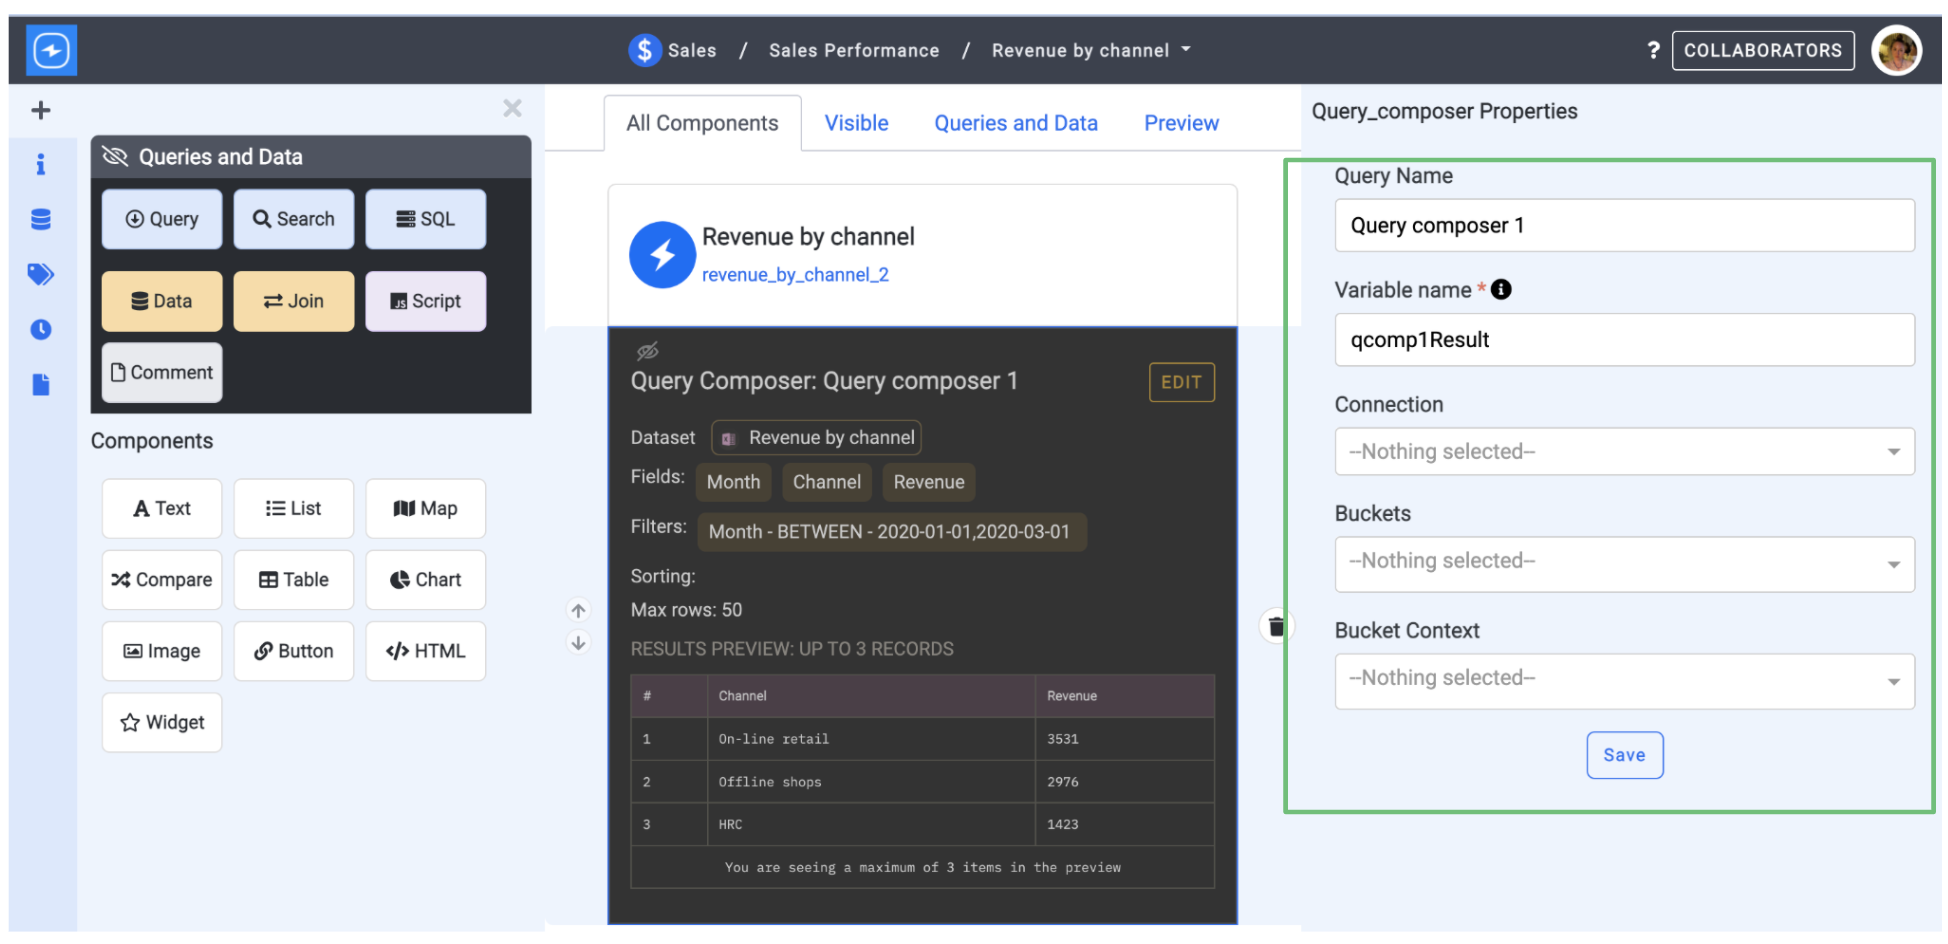 $ Sales / Sales Performance / Revenue by channel
? COLLABORATORS
Queries and Data
Query
Search
SQL
Data
Join
JS Script
Comment
Components
A Text
List
Map
Compare
Table
Chart
Image
Button
</> HTML
Widget
All Components
Visible
Queries and Data
Preview
Revenue by channel
revenue_by_channel_2
Query Composer: Query composer 1
EDIT
Dataset Revenue by channel
Fields: Month Channel Revenue
Filters: Month - BETWEEN - 2020-01-01,2020-03-01
Sorting:
Max rows: 50
RESULTS PREVIEW: UP TO 3 RECORDS
# Channel Revenue
1 On-line retail 3531
2 Offline shops 2976
3 HRC 1423
You are seeing a maximum of 3 items in the preview
Query_composer Properties
Query Name
Query composer 1
Variable name *
qcomp1Result
Connection
--Nothing selected--
Buckets
--Nothing selected--
Bucket Context
--Nothing selected--
Save